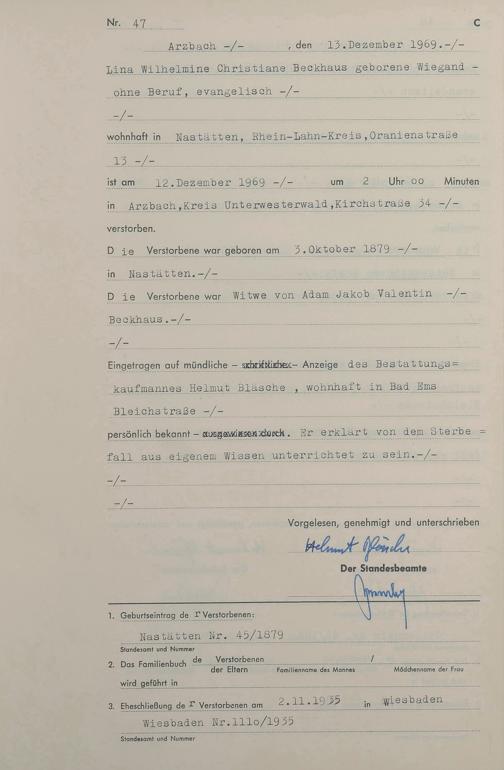 Nr. 47 C
Arzbach -/- , den 13.Dezember 1969.-/-
Lina Wilhelmine Christiane Beckhaus geborene Wiegand -
ohne Beruf, evangelisch -/-
-/-
wohnhaft in Nastätten, Rhein-Lahn-Kreis,Oranienstraße
13 -/-
ist am 12.Dezember 1969 -/- um 2 Uhr oo Minuten
in Arzbach,Kreis Unterwesterwald,Kirchstraße 34 -/-
verstorben.
D ie Verstorbene war geboren am 3.Oktober 1879 -/-
in Nastätten.-/-
D ie Verstorbene war Witwe von Adam Jakob Valentin -/-
Beckhaus.-/-
-/-
Eingetragen auf mündliche - schriftliche - Anzeige des Bestattungs=
kaufmannes Helmut Bläsche , wohnhaft in Bad Ems
Bleichstraße -/-
persönlich bekannt - ausgewiesen durch. Er erklärt von dem Sterbe =
fall aus eigenem Wissen unterrichtet zu sein.-/-
-/-
-/-
Vorgelesen, genehmigt und unterschrieben
Helmut Bläsche
Der Standesbeamte
1. Geburtseintrag de r Verstorbenen:
Nastätten Nr. 45/1879
Standesamt und Nummer
2. Das Familienbuch de Verstorbenen /
der Eltern Familienname des Mannes Mädchenname der Frau
wird geführt in
3. Eheschließung de r Verstorbenen am 2.11.1935 in Wiesbaden
Wiesbaden Nr.111o/1935
Standesamt und Nummer